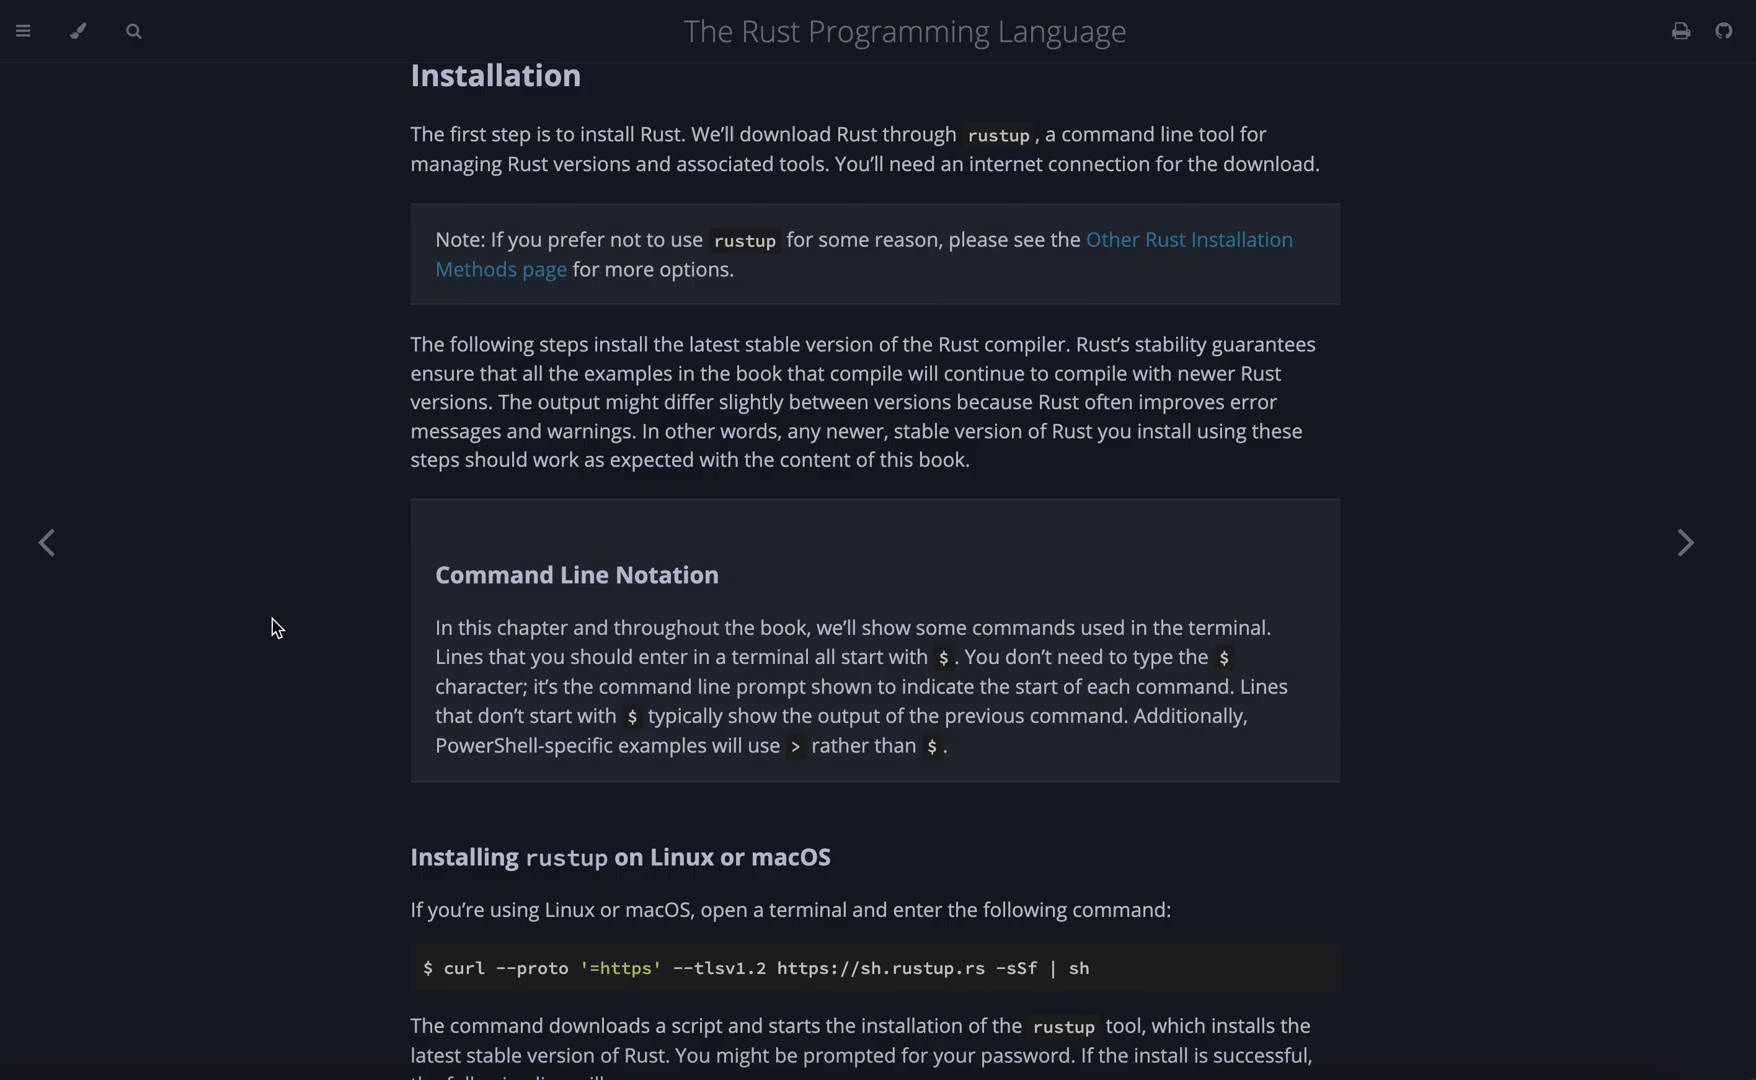 The Rust Programming Language
Installation
The first step is to install Rust. We’ll download Rust through rustup, a command line tool for
managing Rust versions and associated tools. You’ll need an internet connection for the download.
Note: If you prefer not to use rustup for some reason, please see the Other Rust Installation
Methods page for more options.
The following steps install the latest stable version of the Rust compiler. Rust’s stability guarantees
ensure that all the examples in the book that compile will continue to compile with newer Rust
versions. The output might differ slightly between versions because Rust often improves error
messages and warnings. In other words, any newer, stable version of Rust you install using these
steps should work as expected with the content of this book.
Command Line Notation
In this chapter and throughout the book, we’ll show some commands used in the terminal.
Lines that you should enter in a terminal all start with $. You don’t need to type the $
character; it’s the command line prompt shown to indicate the start of each command. Lines
that don’t start with $ typically show the output of the previous command. Additionally,
PowerShell-specific examples will use > rather than $.
Installing rustup on Linux or macOS
If you’re using Linux or macOS, open a terminal and enter the following command:
$ curl --proto '=https' --tlsv1.2 https://sh.rustup.rs -sSf | sh
The command downloads a script and starts the installation of the rustup tool, which installs the
latest stable version of Rust. You might be prompted for your password. If the install is successful,